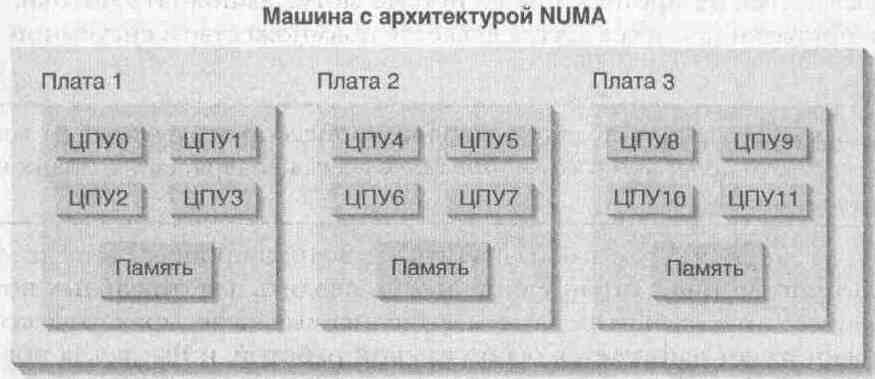 Машина с архитектурой NUMA
Плата 1
Плата 2
Плата 3
ЦПУ0
ЦПУ1
ЦПУ4
ЦПУ5
ЦПУ8
ЦПУ9
ЦПУ2
ЦПУ3
ЦПУ6
ЦПУ7
ЦПУ10
ЦПУ11
Память
Память
Память